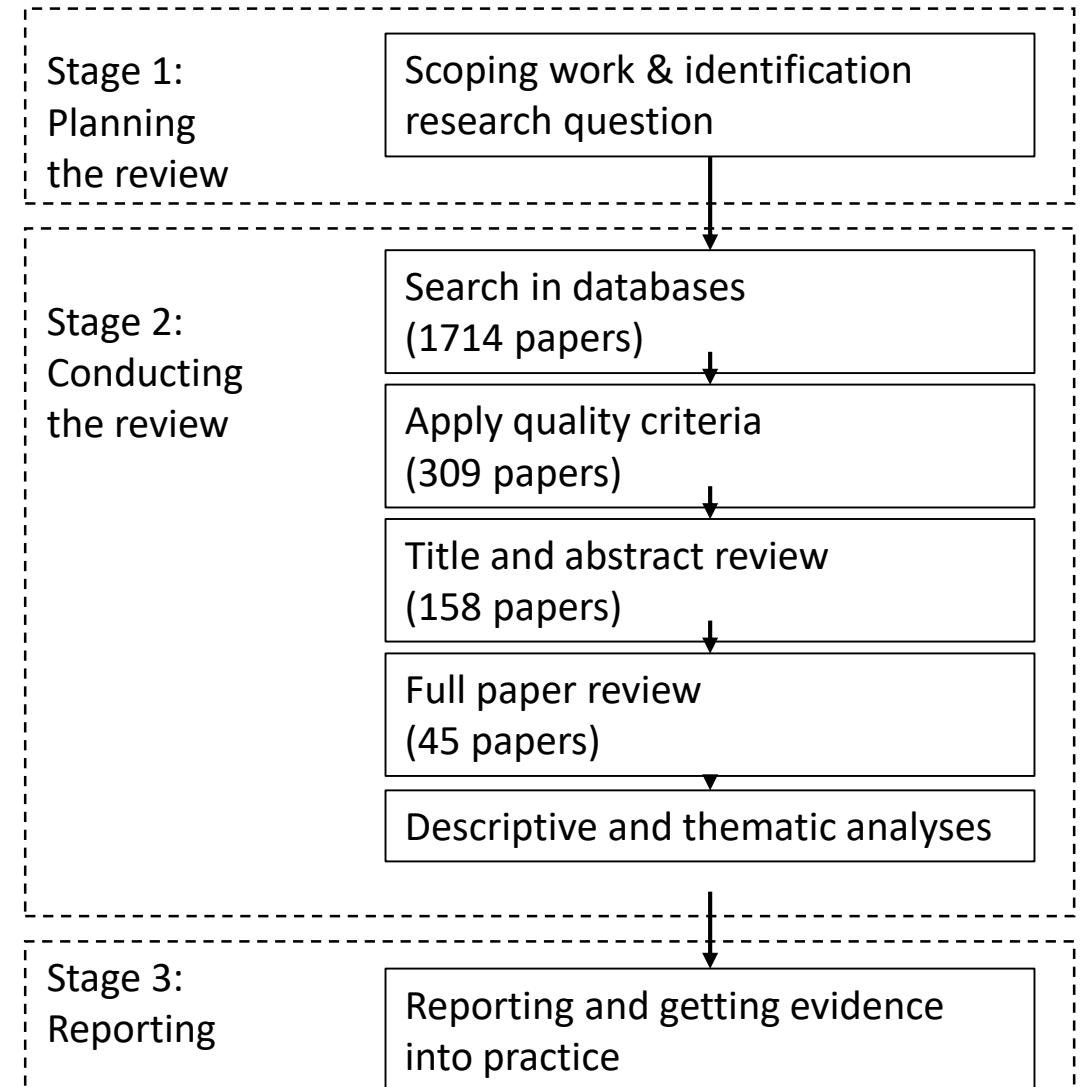 Stage 1:
Planning
the review
Scoping work & identification
research question
Stage 2:
Conducting
the review
Search in databases
(1714 papers)
Apply quality criteria
(309 papers)
Title and abstract review
(158 papers)
Full paper review
(45 papers)
Descriptive and thematic analyses
Stage 3:
Reporting
Reporting and getting evidence
into practice